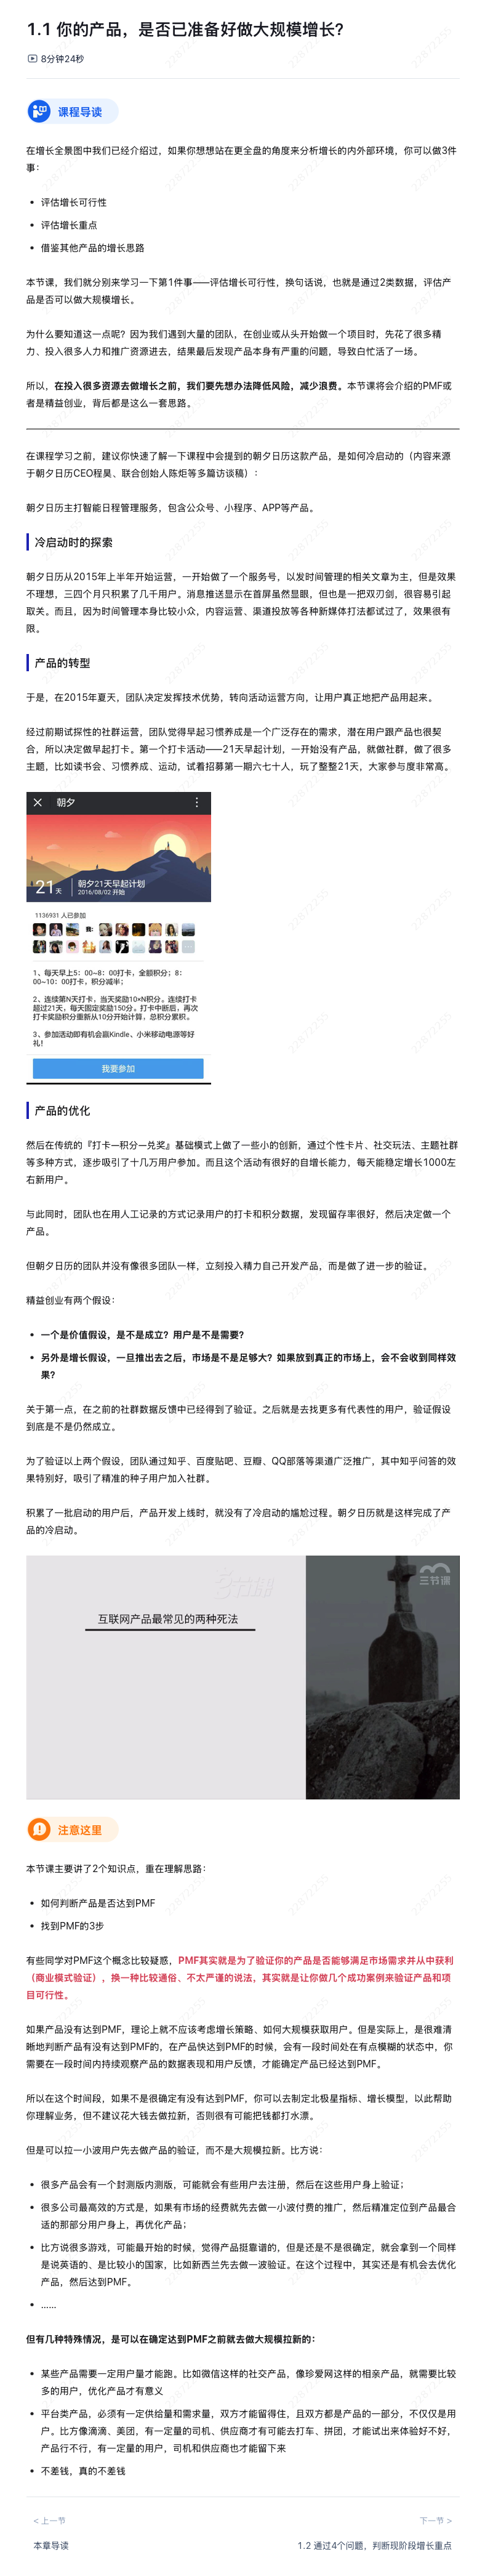 1.1 你的产品，是否已准备好做大规模增长？
8分钟24秒
课程导读
在增长全景图中我们已经介绍过，如果你想想站在更全盘的角度来分析增长的内外部环境，你可以做3件
事：
• 评估增长可行性
• 评估增长重点
• 借鉴其他产品的增长思路
本节课，我们就分别来学习一下第1件事——评估增长可行性，换句话说，也就是通过2类数据，评估产
品是否可以做大规模增长。
为什么要知道这一点呢？因为我们遇到大量的团队，在创业或从头开始做一个项目时，先花了很多精
力、投入很多人力和推广资源进去，结果最后发现产品本身有严重的问题，导致白忙活了一场。
所以，在投入很多资源去做增长之前，我们要先想办法降低风险，减少浪费。本节课将会介绍的PMF或
者是精益创业，背后都是这么一套思路。
在课程学习之前，建议你快速了解一下课程中会提到的朝夕日历这款产品，是如何冷启动的（内容来源
于朝夕日历CEO程昊、联合创始人陈炬等多篇访谈稿）：
朝夕日历主打智能日程管理服务，包含公众号、小程序、APP等产品。
冷启动时的探索
朝夕日历从2015年上半年开始运营，一开始做了一个服务号，以发时间管理的相关文章为主，但是效果
不理想，三四个月只积累了几千用户。消息推送显示在首屏虽然显眼，但也是一把双刃剑，很容易引起
取关。而且，因为时间管理本身比较小众，内容运营、渠道投放等各种新媒体打法都试过了，效果很有
限。
产品的转型
于是，在2015年夏天，团队决定发挥技术优势，转向活动运营方向，让用户真正地把产品用起来。
经过前期试探性的社群运营，团队觉得早起习惯养成是一个广泛存在的需求，潜在用户跟产品也很契
合，所以决定做早起打卡。第一个打卡活动——21天早起计划，一开始没有产品，就做社群，做了很多
主题，比如读书会、习惯养成、运动，试着招募第一期六七十人，玩了整整21天，大家参与度非常高。
朝夕
21天
朝夕21天早起计划
2016/08/02 开始
1136931 人已参加
1、每天早上5：00~8：00打卡，全额积分；8：
00~10：00打卡，积分减半；
2、连续第N天打卡，当天奖励10×N积分。连续打卡
超过21天，每天固定奖励150分。打卡中断后，再次
打卡奖励积分重新从10分开始计算，总积分累积。
3、参加活动即有机会赢Kindle、小米移动电源等好
礼！
我要参加
产品的优化
然后在传统的『打卡—积分—兑奖』基础模式上做了一些小的创新，通过个性卡片、社交玩法、主题社群
等多种方式，逐步吸引了十几万用户参加。而且这个活动有很好的自增长能力，每天能稳定增长1000左
右新用户。
与此同时，团队也在用人工记录的方式记录用户的打卡和积分数据，发现留存率很好，然后决定做一个
产品。
但朝夕日历的团队并没有像很多团队一样，立刻投入精力自己开发产品，而是做了进一步的验证。
精益创业有两个假设：
• 一个是价值假设，是不是成立？用户是不是需要？
• 另外是增长假设，一旦推出去之后，市场是不是足够大？如果放到真正的市场上，会不会收到同样效
果？
关于第一点，在之前的社群数据反馈中已经得到了验证。之后就是去找更多有代表性的用户，验证假设
到底是不是仍然成立。
为了验证以上两个假设，团队通过知乎、百度贴吧、豆瓣、QQ部落等渠道广泛推广，其中知乎问答的效
果特别好，吸引了精准的种子用户加入社群。
积累了一批启动的用户后，产品开发上线时，就没有了冷启动的尴尬过程。朝夕日历就是这样完成了产
品的冷启动。
三节课
三节课
互联网产品最常见的两种死法
注意这里
本节课主要讲了2个知识点，重在理解思路：
• 如何判断产品是否达到PMF
• 找到PMF的3步
有些同学对PMF这个概念比较疑惑，PMF其实就是为了验证你的产品是否能够满足市场需求并从中获利
（商业模式验证），换一种比较通俗、不太严谨的说法，其实就是让你做几个成功案例来验证产品和项
目可行性。
如果产品没有达到PMF，理论上就不应该考虑增长策略、如何大规模获取用户。但是实际上，是很难清
晰地判断产品有没有达到PMF的，在产品快达到PMF的时候，会有一段时间处在有点模糊的状态中，你
需要在一段时间内持续观察产品的数据表现和用户反馈，才能确定产品已经达到PMF。
所以在这个时间段，如果不是很确定有没有达到PMF，你可以去制定北极星指标、增长模型，以此帮助
你理解业务，但不建议花大钱去做拉新，否则很有可能把钱都打水漂。
但是可以拉一小波用户先去做产品的验证，而不是大规模拉新。比方说：
• 很多产品会有一个封测版内测版，可能就会有些用户去注册，然后在这些用户身上验证；
• 很多公司最高效的方式是，如果有市场的经费就先去做一小波付费的推广，然后精准定位到产品最合
适的那部分用户身上，再优化产品；
• 比方说很多游戏，可能最开始的时候，觉得产品挺靠谱的，但是还是不是很确定，就会拿到一个同样
是说英语的、是比较小的国家，比如新西兰先去做一波验证。在这个过程中，其实还是有机会去优化
产品，然后达到PMF。
• ……
但有几种特殊情况，是可以在确定达到PMF之前就去做大规模拉新的：
• 某些产品需要一定用户量才能跑。比如微信这样的社交产品，像珍爱网这样的相亲产品，就需要比较
多的用户，优化产品才有意义
• 平台类产品，必须有一定供给量和需求量，双方才能留得住，且双方都是产品的一部分，不仅仅是用
户。比方像滴滴、美团，有一定量的司机、供应商才有可能去打车、拼团，才能试出来体验好不好，
产品行不行，有一定量的用户，司机和供应商也才能留下来
• 不差钱，真的不差钱
< 上一节
下一节 >
本章导读
1.2 通过4个问题，判断现阶段增长重点